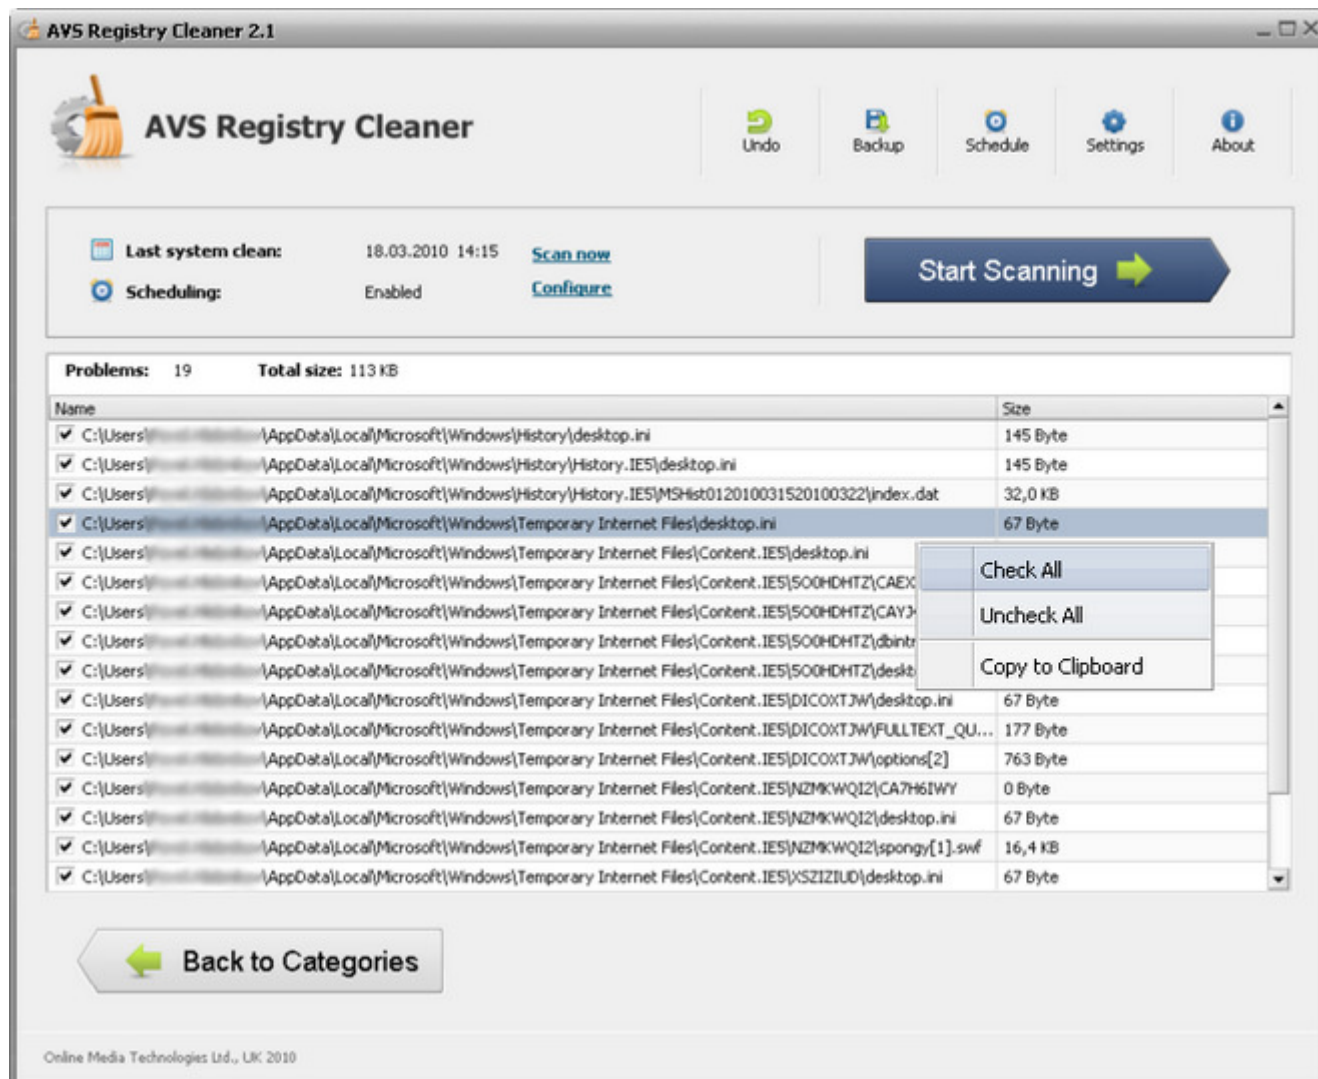 AVS Registry Cleaner 2.1
AVS Registry Cleaner
Undo
Backup
Schedule
Settings
About
Last system clean: 18.03.2010 14:15 Scan now
Scheduling: Enabled Configure
Start Scanning
Problems: 19 Total size: 113 KB
Name Size
C:\Users\ \AppData\Local\Microsoft\Windows\History\desktop.ini 145 Byte
C:\Users\ \AppData\Local\Microsoft\Windows\History\History.IE5\desktop.ini 145 Byte
C:\Users\ \AppData\Local\Microsoft\Windows\History\History.IE5\MSHist012010031520100322\index.dat 32,0 KB
C:\Users\ \AppData\Local\Microsoft\Windows\Temporary Internet Files\desktop.ini 67 Byte
C:\Users\ \AppData\Local\Microsoft\Windows\Temporary Internet Files\Content.IE5\desktop.ini
C:\Users\ \AppData\Local\Microsoft\Windows\Temporary Internet Files\Content.IE5\5O0HDHTZ\CAEX
C:\Users\ \AppData\Local\Microsoft\Windows\Temporary Internet Files\Content.IE5\5O0HDHTZ\CAYJ
C:\Users\ \AppData\Local\Microsoft\Windows\Temporary Internet Files\Content.IE5\5O0HDHTZ\dbint
C:\Users\ \AppData\Local\Microsoft\Windows\Temporary Internet Files\Content.IE5\5O0HDHTZ\deskt
C:\Users\ \AppData\Local\Microsoft\Windows\Temporary Internet Files\Content.IE5\DICOXTJW\desktop.ini 67 Byte
C:\Users\ \AppData\Local\Microsoft\Windows\Temporary Internet Files\Content.IE5\DICOXTJW\FULLTEXT_QU... 177 Byte
C:\Users\ \AppData\Local\Microsoft\Windows\Temporary Internet Files\Content.IE5\DICOXTJW\options[2] 763 Byte
C:\Users\ \AppData\Local\Microsoft\Windows\Temporary Internet Files\Content.IE5\NZMKWQI2\CA7H6IWY 0 Byte
C:\Users\ \AppData\Local\Microsoft\Windows\Temporary Internet Files\Content.IE5\NZMKWQI2\desktop.ini 67 Byte
C:\Users\ \AppData\Local\Microsoft\Windows\Temporary Internet Files\Content.IE5\NZMKWQI2\spongy[1].swf 16,4 KB
C:\Users\ \AppData\Local\Microsoft\Windows\Temporary Internet Files\Content.IE5\XSZIZIUD\desktop.ini 67 Byte
Check All
Uncheck All
Copy to Clipboard
Back to Categories
Online Media Technologies Ltd., UK 2010